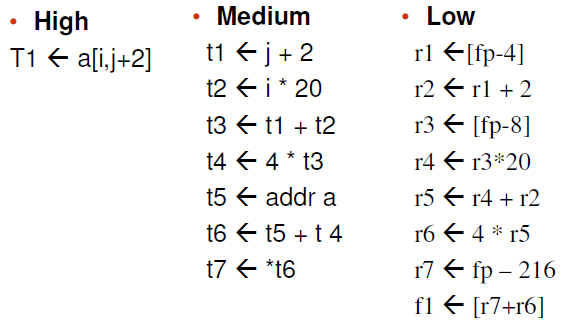 • High
T1 ← a[i,j+2]
• Medium
t1 ← j + 2
t2 ← i * 20
t3 ← t1 + t2
t4 ← 4 * t3
t5 ← addr a
t6 ← t5 + t 4
t7 ← *t6
• Low
r1 ←[fp-4]
r2 ← r1 + 2
r3 ← [fp-8]
r4 ← r3*20
r5 ← r4 + r2
r6 ← 4 * r5
r7 ← fp – 216
f1 ← [r7+r6]